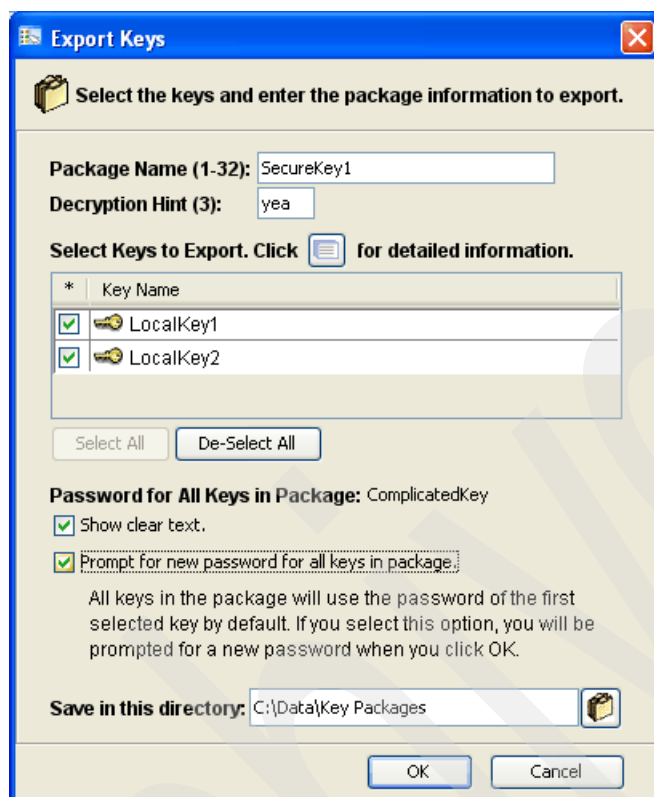 Export Keys
Select the keys and enter the package information to export.
Package Name (1-32): SecureKey1
Decryption Hint (3): yea
Select Keys to Export. Click for detailed information.
* Key Name
LocalKey1
LocalKey2
Select All De-Select All
Password for All Keys in Package: ComplicatedKey
Show clear text.
Prompt for new password for all keys in package.
All keys in the package will use the password of the first
selected key by default. If you select this option, you will be
prompted for a new password when you click OK.
Save in this directory: C:\Data\Key Packages
OK Cancel